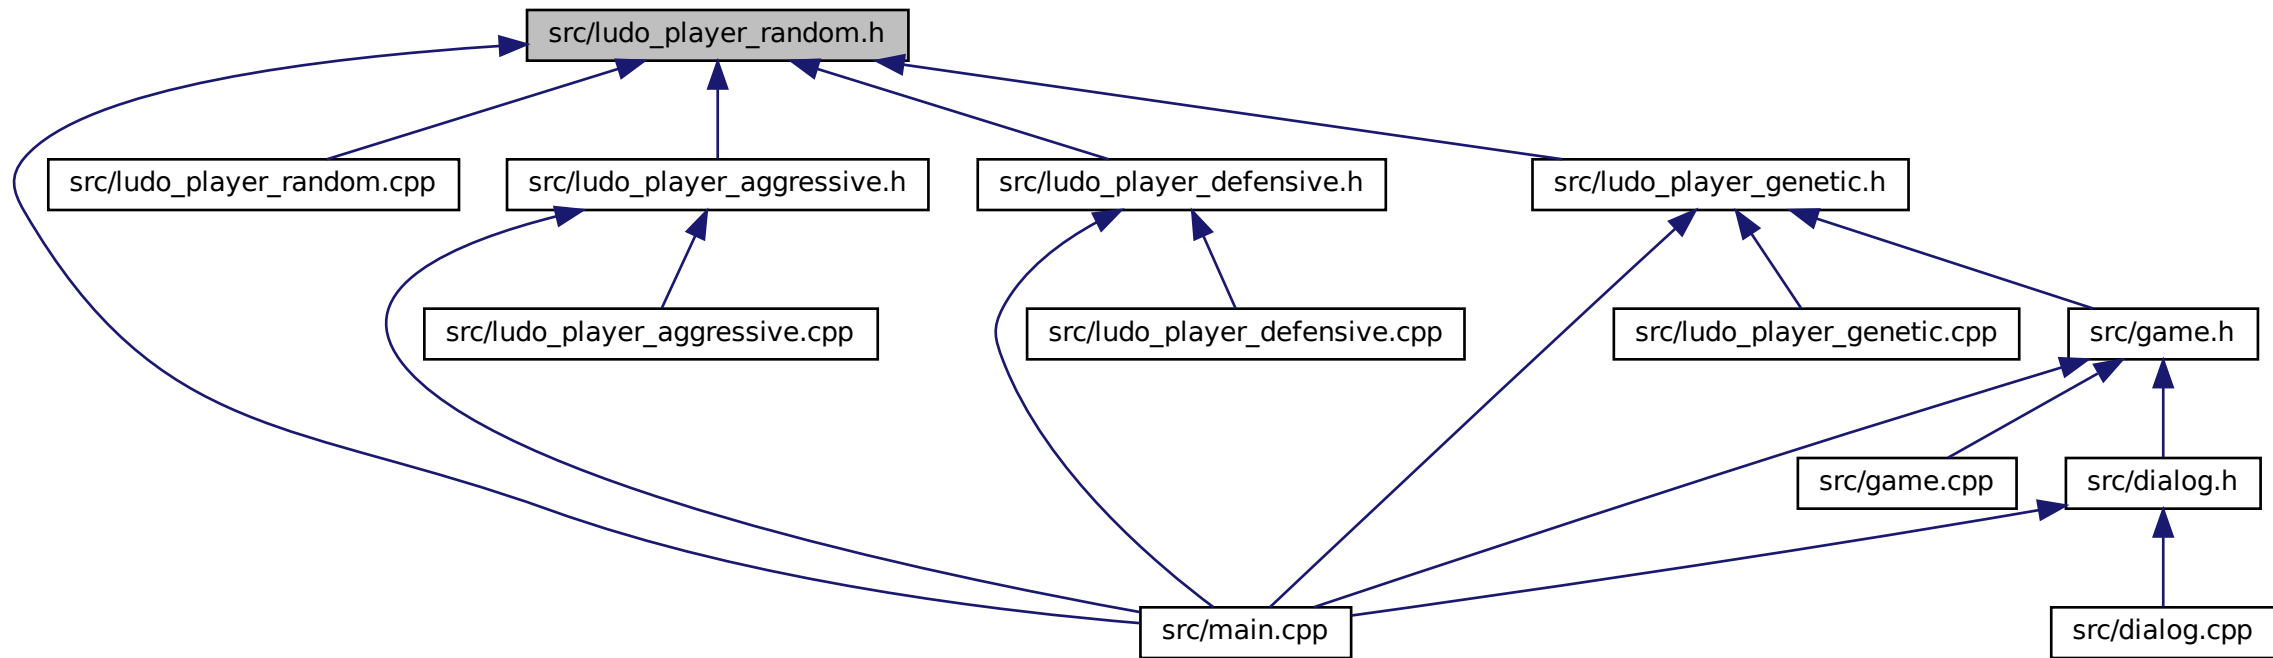 src/ludo_player_random.h
src/ludo_player_random.cpp
src/ludo_player_aggressive.h
src/ludo_player_defensive.h
src/ludo_player_genetic.h
src/ludo_player_aggressive.cpp
src/ludo_player_defensive.cpp
src/ludo_player_genetic.cpp
src/game.h
src/game.cpp
src/dialog.h
src/main.cpp
src/dialog.cpp